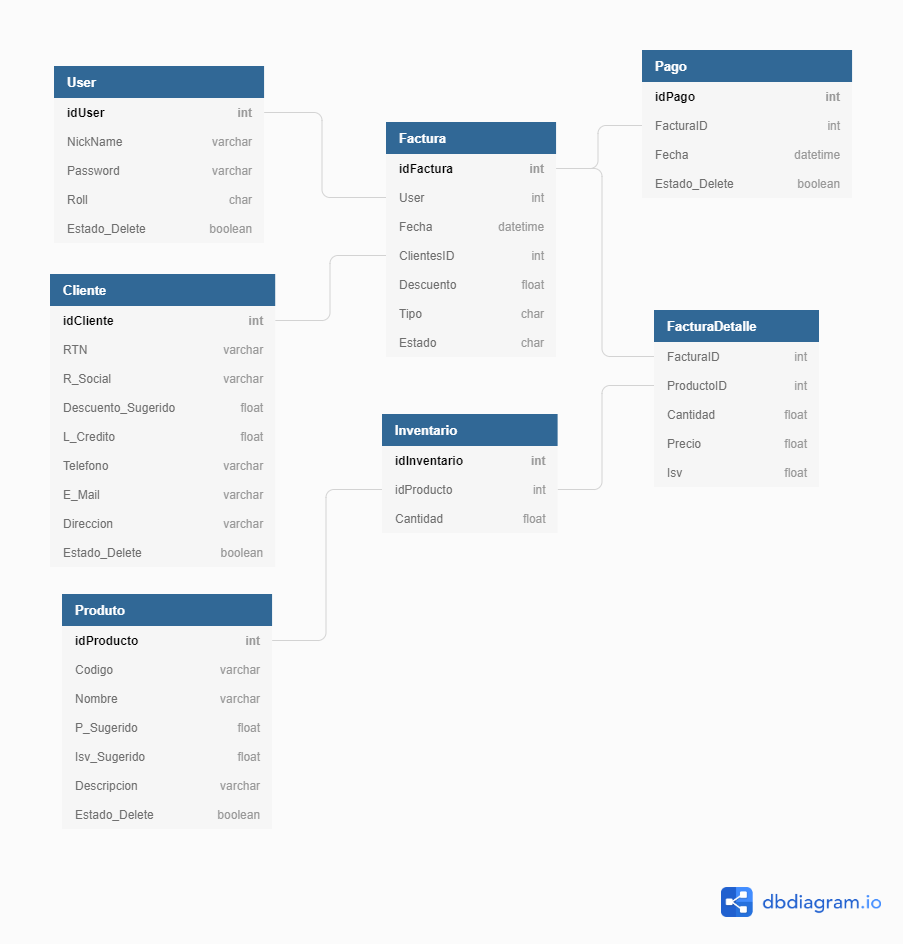 User
idUser int
NickName varchar
Password varchar
Roll char
Estado_Delete boolean
Cliente
idCliente int
RTN varchar
R_Social varchar
Descuento_Sugerido float
L_Credito float
Telefono varchar
E_Mail varchar
Direccion varchar
Estado_Delete boolean
Produto
idProducto int
Codigo varchar
Nombre varchar
P_Sugerido float
Isv_Sugerido float
Descripcion varchar
Estado_Delete boolean
Factura
idFactura int
User int
Fecha datetime
ClientesID int
Descuento float
Tipo char
Estado char
Inventario
idInventario int
idProducto int
Cantidad float
Pago
idPago int
FacturaID int
Fecha datetime
Estado_Delete boolean
FacturaDetalle
FacturaID int
ProductoID int
Cantidad float
Precio float
Isv float
dbdiagram.io